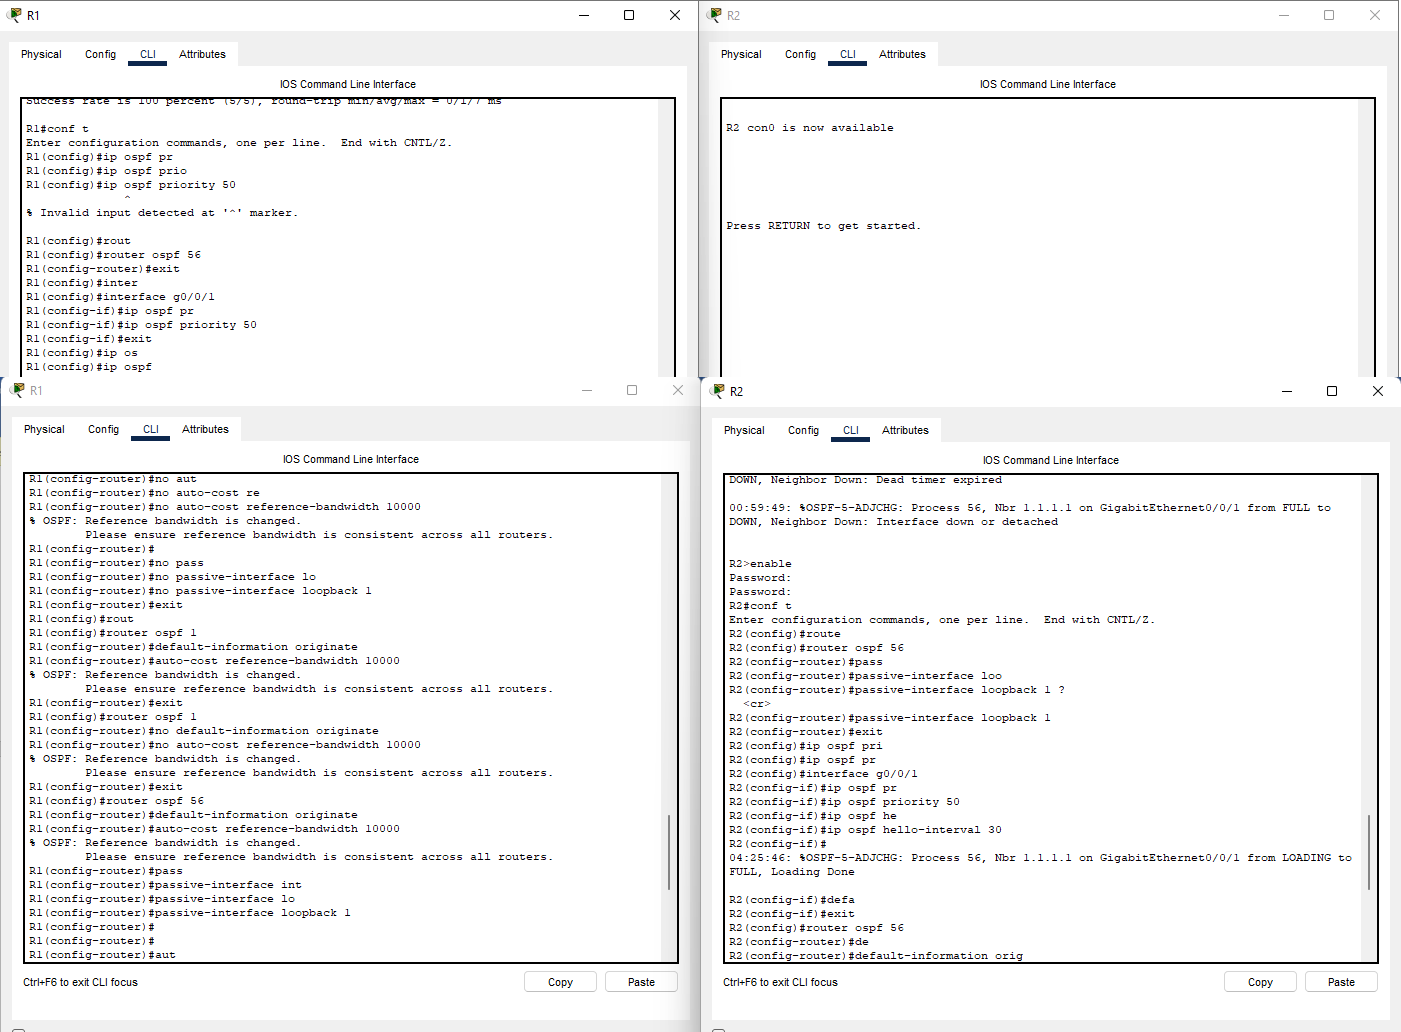 R1
Physical Config CLI Attributes
IOS Command Line Interface
Success rate is 100 percent (5/5), round-trip min/avg/max = 0/1/7 ms
R1#conf t
Enter configuration commands, one per line.  End with CNTL/Z.
R1(config)#ip ospf pr
R1(config)#ip ospf prio
R1(config)#ip ospf priority 50
^
% Invalid input detected at '^' marker.
R1(config)#rout
R1(config)#router ospf 56
R1(config-router)#exit
R1(config)#inter
R1(config)#interface g0/0/1
R1(config-if)#ip ospf pr
R1(config-if)#ip ospf priority 50
R1(config-if)#exit
R1(config)#ip os
R1(config)#ip ospf
R2
Physical Config CLI Attributes
IOS Command Line Interface
R2 con0 is now available
Press RETURN to get started.
R1
Physical Config CLI Attributes
IOS Command Line Interface
R1(config-router)#no aut
R1(config-router)#no auto-cost re
R1(config-router)#no auto-cost reference-bandwidth 10000
% OSPF: Reference bandwidth is changed.
Please ensure reference bandwidth is consistent across all routers.
R1(config-router)#
R1(config-router)#no pass
R1(config-router)#no passive-interface lo
R1(config-router)#no passive-interface loopback 1
R1(config-router)#exit
R1(config)#rout
R1(config)#router ospf 1
R1(config-router)#default-information originate
R1(config-router)#auto-cost reference-bandwidth 10000
% OSPF: Reference bandwidth is changed.
Please ensure reference bandwidth is consistent across all routers.
R1(config-router)#exit
R1(config)#router ospf 1
R1(config-router)#no default-information originate
R1(config-router)#no auto-cost reference-bandwidth 10000
% OSPF: Reference bandwidth is changed.
Please ensure reference bandwidth is consistent across all routers.
R1(config-router)#exit
R1(config)#router ospf 56
R1(config-router)#default-information originate
R1(config-router)#auto-cost reference-bandwidth 10000
% OSPF: Reference bandwidth is changed.
Please ensure reference bandwidth is consistent across all routers.
R1(config-router)#pass
R1(config-router)#passive-interface int
R1(config-router)#passive-interface lo
R1(config-router)#passive-interface loopback 1
R1(config-router)#
R1(config-router)#
R1(config-router)#aut
Ctrl+F6 to exit CLI focus
Copy Paste
R2
Physical Config CLI Attributes
IOS Command Line Interface
DOWN, Neighbor Down: Dead timer expired
00:59:49: %OSPF-5-ADJCHG: Process 56, Nbr 1.1.1.1 on GigabitEthernet0/0/1 from FULL to
DOWN, Neighbor Down: Interface down or detached
R2>enable
Password:
Password:
R2#conf t
Enter configuration commands, one per line.  End with CNTL/Z.
R2(config)#route
R2(config)#router ospf 56
R2(config-router)#pass
R2(config-router)#passive-interface loo
R2(config-router)#passive-interface loopback 1 ?
<cr>
R2(config-router)#passive-interface loopback 1
R2(config-router)#exit
R2(config)#ip ospf pri
R2(config)#ip ospf pr
R2(config)#interface g0/0/1
R2(config-if)#ip ospf pr
R2(config-if)#ip ospf priority 50
R2(config-if)#ip ospf he
R2(config-if)#ip ospf hello-interval 30
R2(config-if)#
04:25:46: %OSPF-5-ADJCHG: Process 56, Nbr 1.1.1.1 on GigabitEthernet0/0/1 from LOADING to
FULL, Loading Done
R2(config-if)#defa
R2(config-if)#exit
R2(config)#router ospf 56
R2(config-router)#de
R2(config-router)#default-information orig
Ctrl+F6 to exit CLI focus
Copy Paste